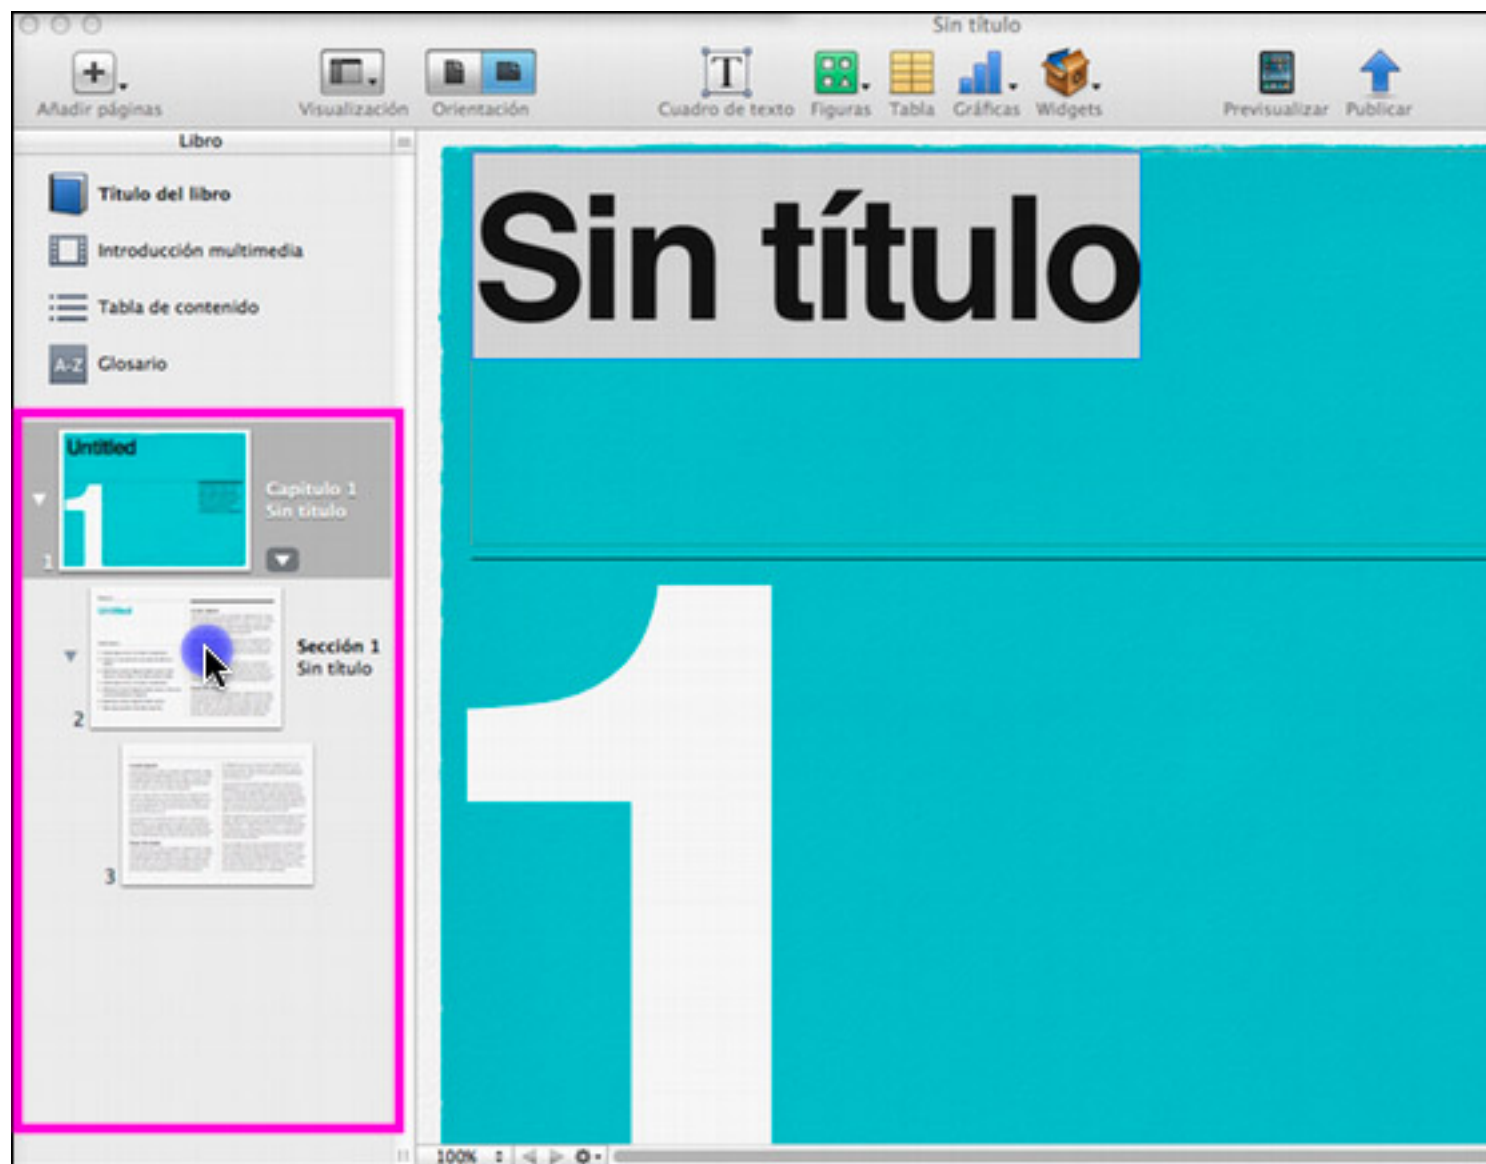 Sin título
Añadir páginas
Visualización
Orientación
T
Cuadro de texto
Figuras
Tabla
Gráficas
Widgets
Previsualizar
Publicar
Libro
Título del libro
Introducción multimedia
Tabla de contenido
A-Z
Glosario
Untitled
1
Capítulo 1
Sin título
1
Untitled
Sección 1
Sin título
2
3
Sin título
1
100%